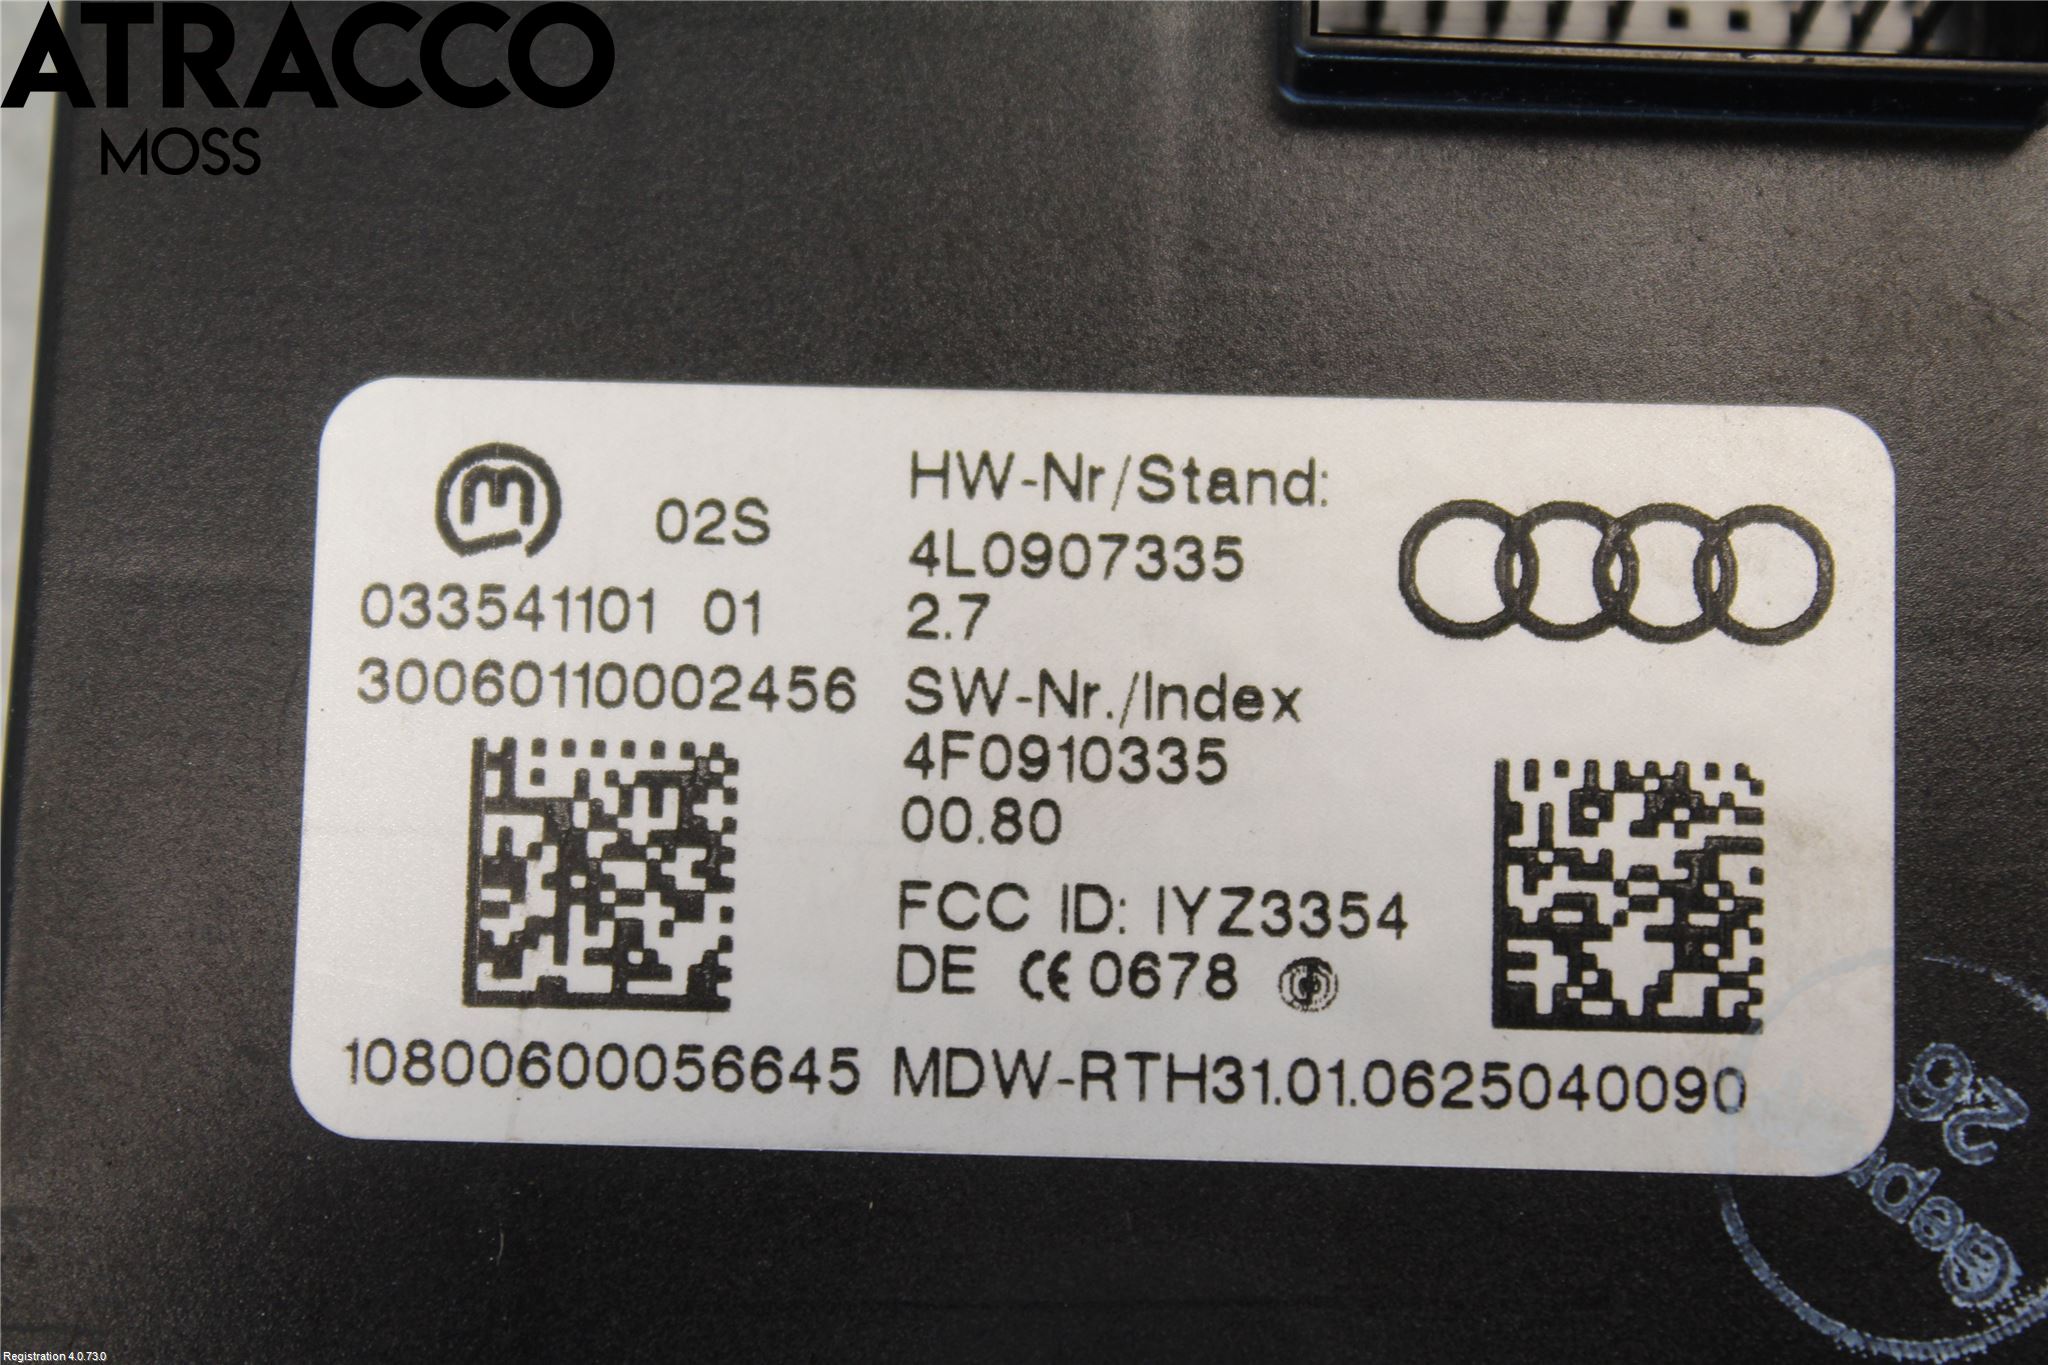 ATRACCO
MOSS
02S
033541101 01
30060110002456
HW-Nr/Stand:
4L0907335
2.7
SW-Nr./Index
4F0910335
00.80
FCC ID: IYZ3354
DE CE 0678
10800600056645 MDW-RTH31.01.0625040090
26
Registration 4.0.73.0